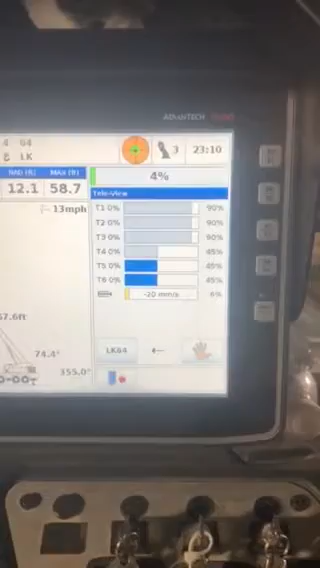 ADVANTECH
4 04
LK
3
23:10
RAD (ft) MAX (ft)
12.1 58.7
4%
Tele-View
13mph
T1 0% 90%
T2 0% 90%
T3 0% 90%
T4 0% 45%
T5 0% 45%
T6 0% 45%
-20 mm/s 6%
57.6ft
74.4°
LK64
355.0°